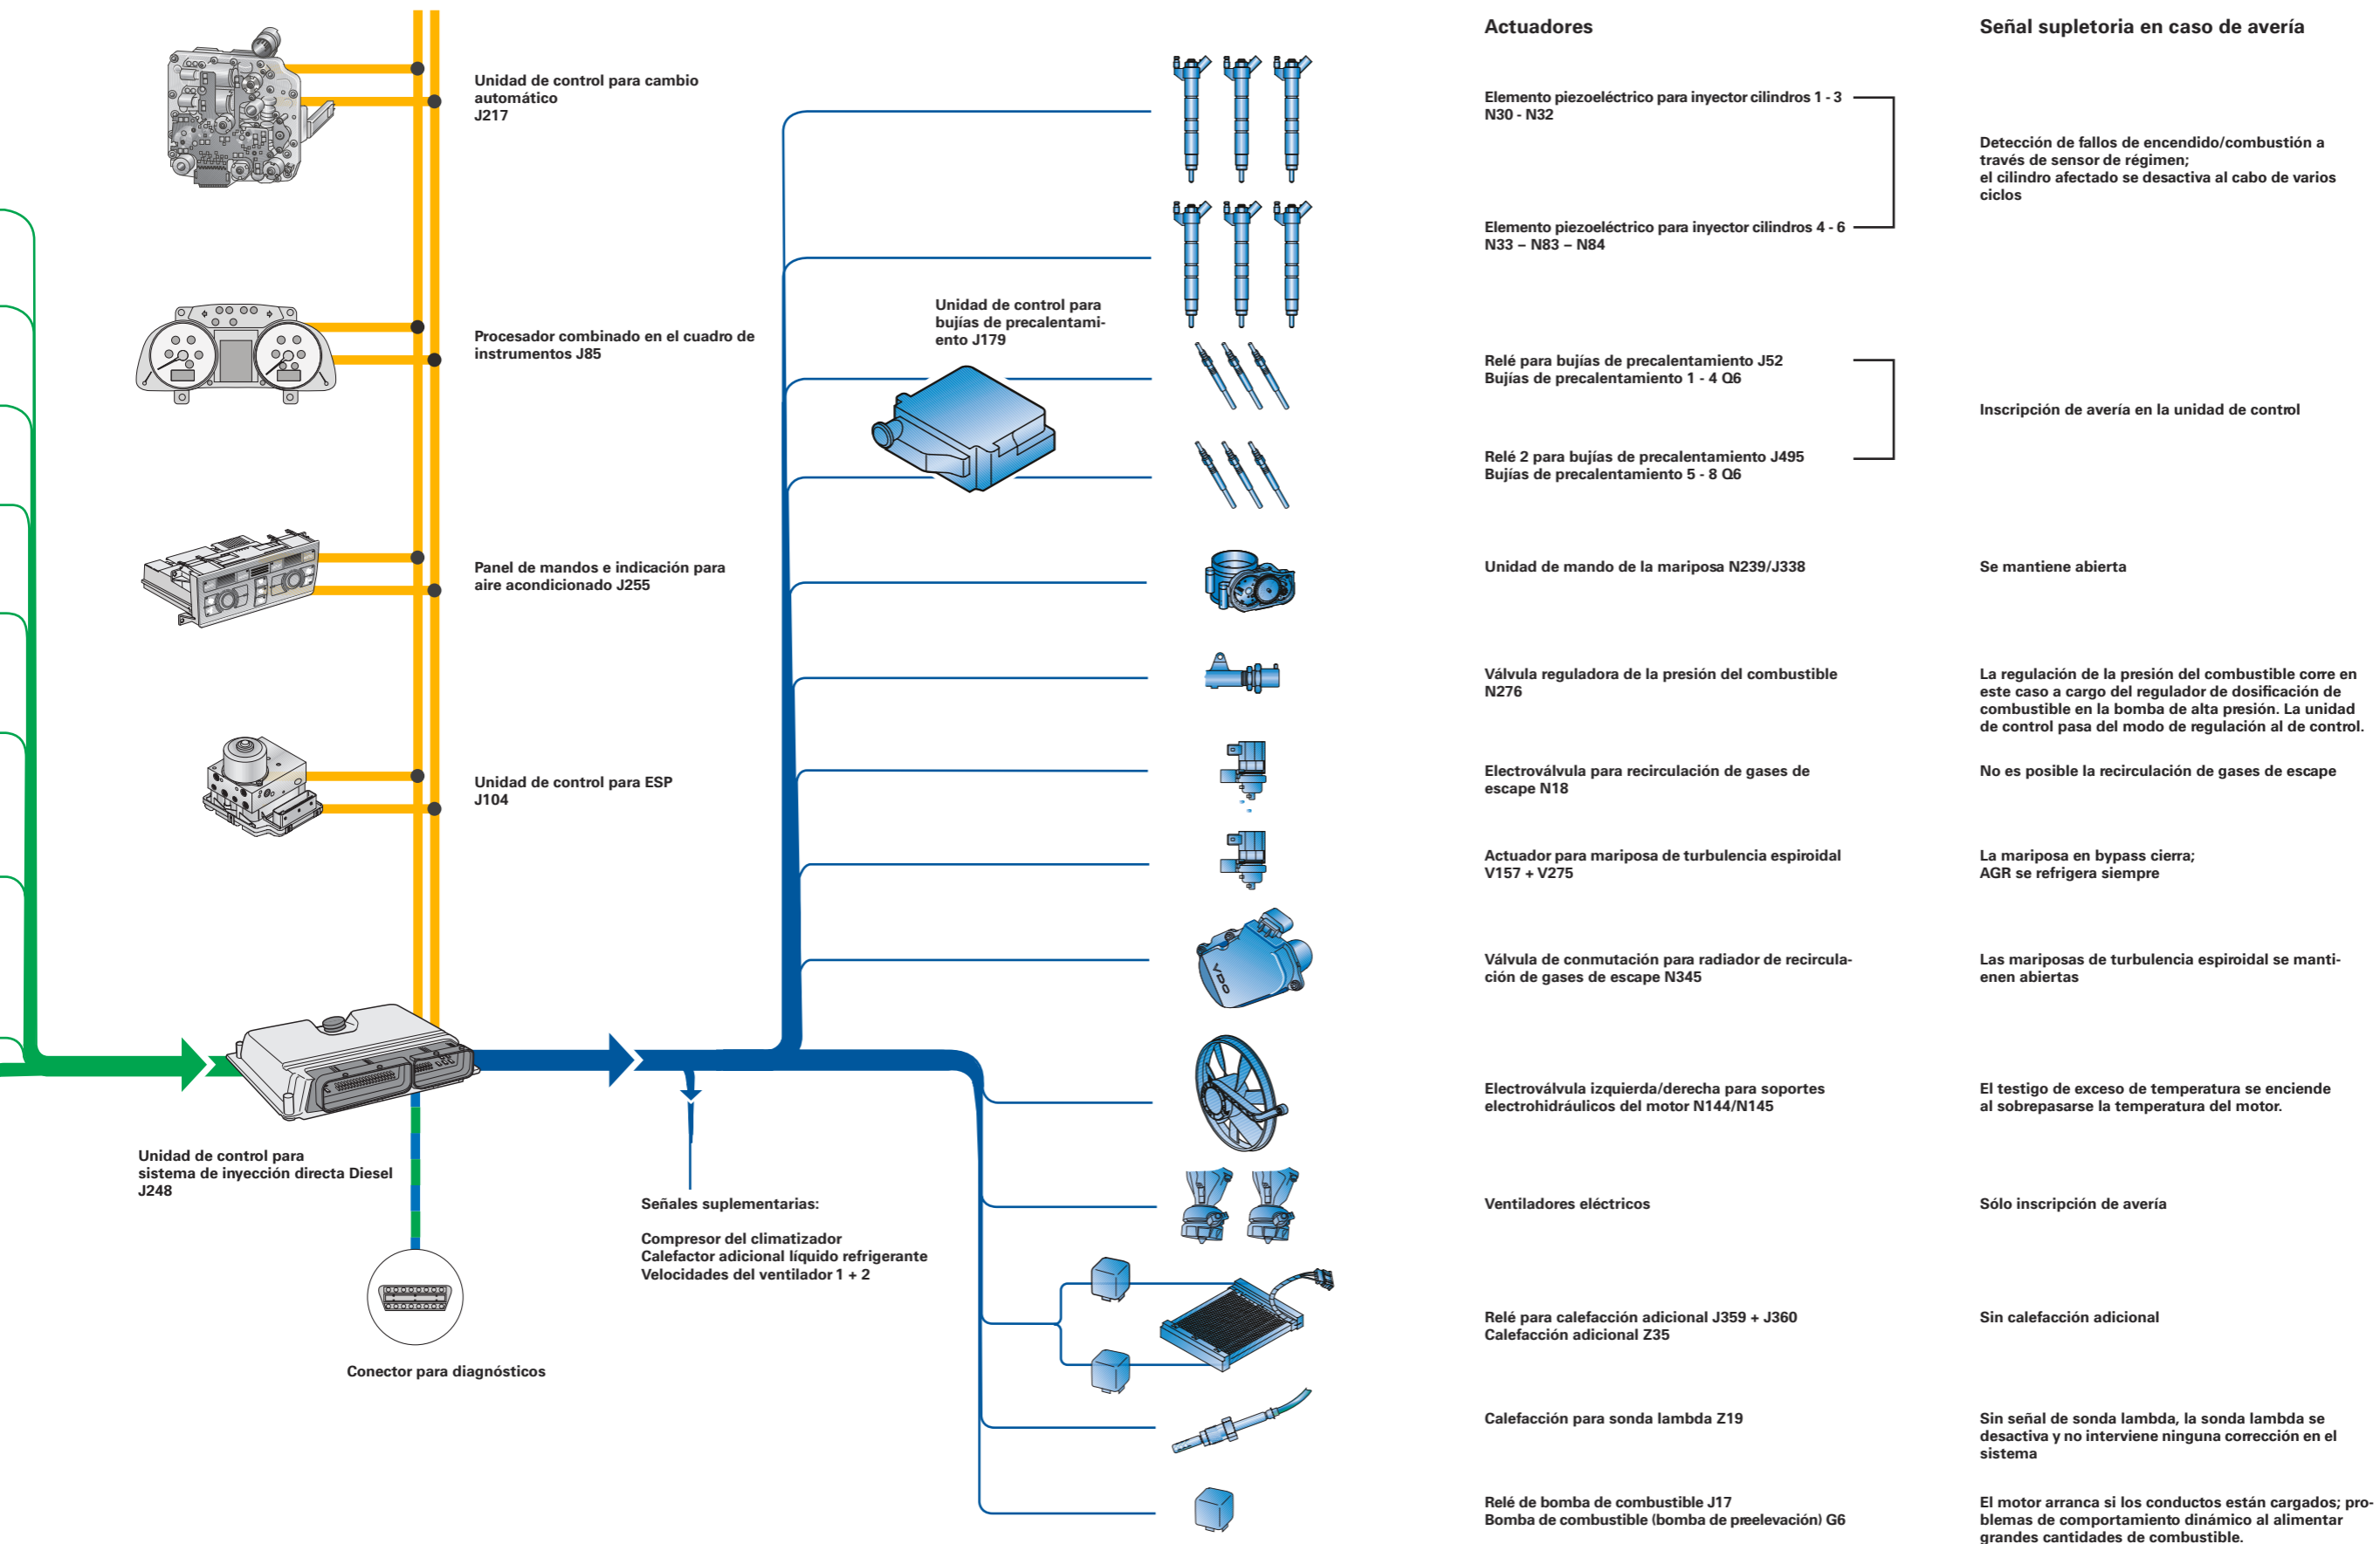 Unidad de control para cambio
automático
J217
Procesador combinado en el cuadro de
instrumentos J85
Panel de mandos e indicación para
aire acondicionado J255
Unidad de control para ESP
J104
Unidad de control para
sistema de inyección directa Diesel
J248
Conector para diagnósticos
Señales suplementarias:
Compresor del climatizador
Calefactor adicional líquido refrigerante
Velocidades del ventilador 1 + 2
Unidad de control para
bujías de precalentami-
ento J179
VDO
Actuadores
Señal supletoria en caso de avería
Elemento piezoeléctrico para inyector cilindros 1 - 3
N30 - N32
Detección de fallos de encendido/combustión a
través de sensor de régimen;
el cilindro afectado se desactiva al cabo de varios
ciclos
Elemento piezoeléctrico para inyector cilindros 4 - 6
N33 – N83 – N84
Relé para bujías de precalentamiento J52
Bujías de precalentamiento 1 - 4 Q6
Inscripción de avería en la unidad de control
Relé 2 para bujías de precalentamiento J495
Bujías de precalentamiento 5 - 8 Q6
Unidad de mando de la mariposa N239/J338
Se mantiene abierta
Válvula reguladora de la presión del combustible
N276
La regulación de la presión del combustible corre en
este caso a cargo del regulador de dosificación de
combustible en la bomba de alta presión. La unidad
de control pasa del modo de regulación al de control.
Electroválvula para recirculación de gases de
escape N18
No es posible la recirculación de gases de escape
Actuador para mariposa de turbulencia espiroidal
V157 + V275
La mariposa en bypass cierra;
AGR se refrigera siempre
Válvula de conmutación para radiador de recircula-
ción de gases de escape N345
Las mariposas de turbulencia espiroidal se manti-
enen abiertas
Electroválvula izquierda/derecha para soportes
electrohidráulicos del motor N144/N145
El testigo de exceso de temperatura se enciende
al sobrepasarse la temperatura del motor.
Ventiladores eléctricos
Sólo inscripción de avería
Relé para calefacción adicional J359 + J360
Calefacción adicional Z35
Sin calefacción adicional
Calefacción para sonda lambda Z19
Sin señal de sonda lambda, la sonda lambda se
desactiva y no interviene ninguna corrección en el
sistema
Relé de bomba de combustible J17
Bomba de combustible (bomba de preelevación) G6
El motor arranca si los conductos están cargados; pro-
blemas de comportamiento dinámico al alimentar
grandes cantidades de combustible.